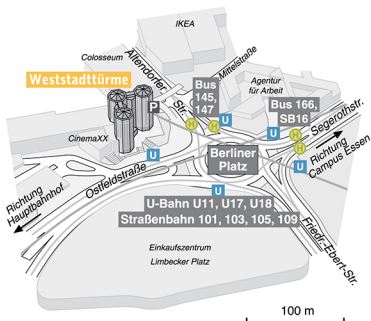 IKEA
Colosseum
Altendorfer
Str.
Mittelstraße
Weststadttürme
Bus
145,
147
Agentur
für Arbeit
P
H
H
U
Bus 166,
SB16
U
Segerothstr.
CinemaXX
H
H
U
Berliner
Platz
U
Richtung
Campus Essen
Ostfeldstraße
U
Richtung
Hauptbahnhof
U-Bahn U11, U17, U18
Straßenbahn 101, 103, 105, 109
Friedr.-Ebert-Str.
Einkaufszentrum
Limbecker Platz
100 m